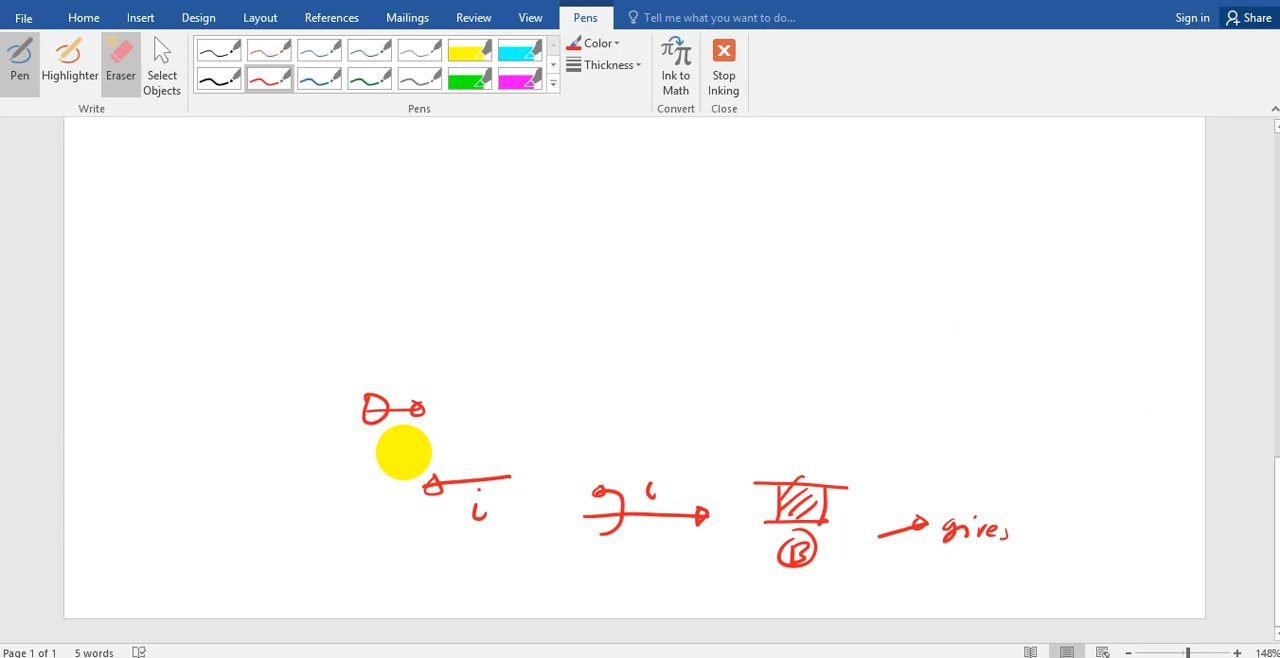 File Home Insert Design Layout References Mailings Review View Pens Tell me what you want to do... Sign in Share
Pen Highlighter Eraser Select Objects Color Thickness Ink to Math Stop Inking
Write Pens Convert Close
D
i
i
B
gives
Page 1 of 1 5 words 148%